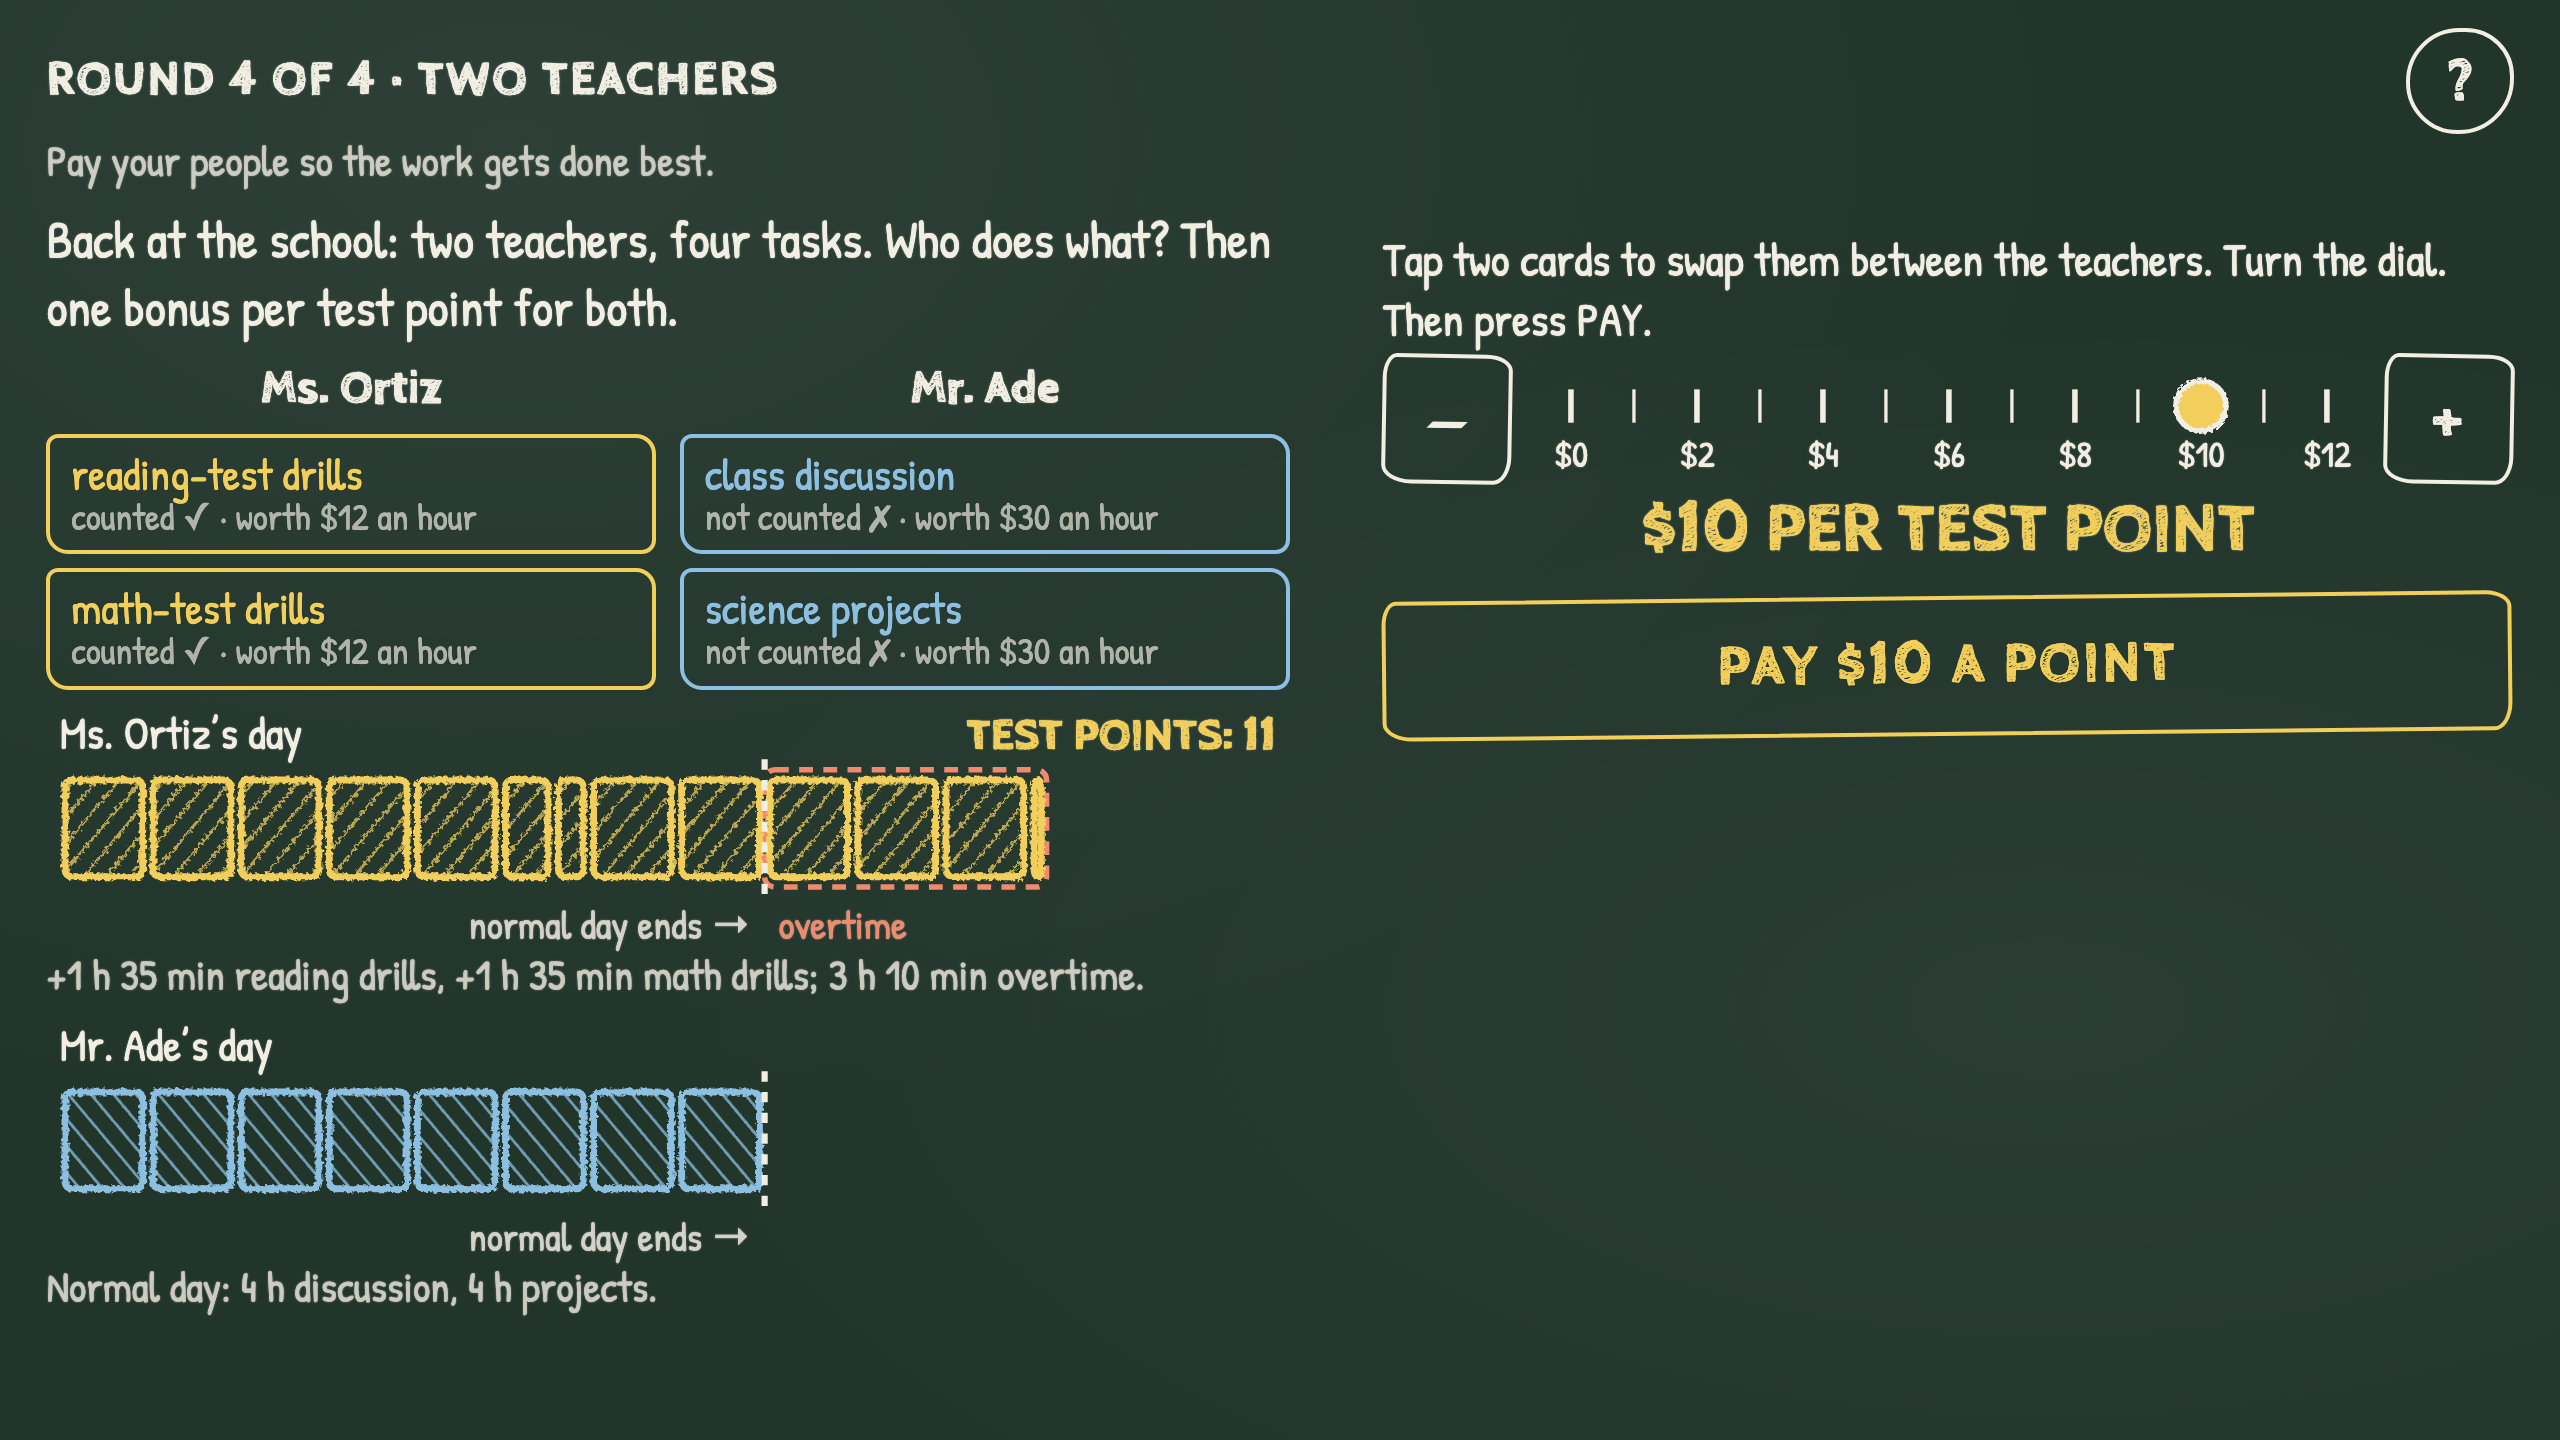 ROUND 4 OF 4 · TWO TEACHERS
?
Pay your people so the work gets done best.
Back at the school: two teachers, four tasks. Who does what? Then
one bonus per test point for both.
Ms. Ortiz
Mr. Ade
reading-test drills
counted ✓ · worth $12 an hour
class discussion
not counted ✗ · worth $30 an hour
math-test drills
counted ✓ · worth $12 an hour
science projects
not counted ✗ · worth $30 an hour
Ms. Ortiz's day
TEST POINTS: 11
normal day ends →
overtime
+1 h 35 min reading drills, +1 h 35 min math drills; 3 h 10 min overtime.
Mr. Ade's day
normal day ends →
Normal day: 4 h discussion, 4 h projects.
Tap two cards to swap them between the teachers. Turn the dial.
Then press PAY.
–
$0 $2 $4 $6 $8 $10 $12
+
$10 PER TEST POINT
PAY $10 A POINT